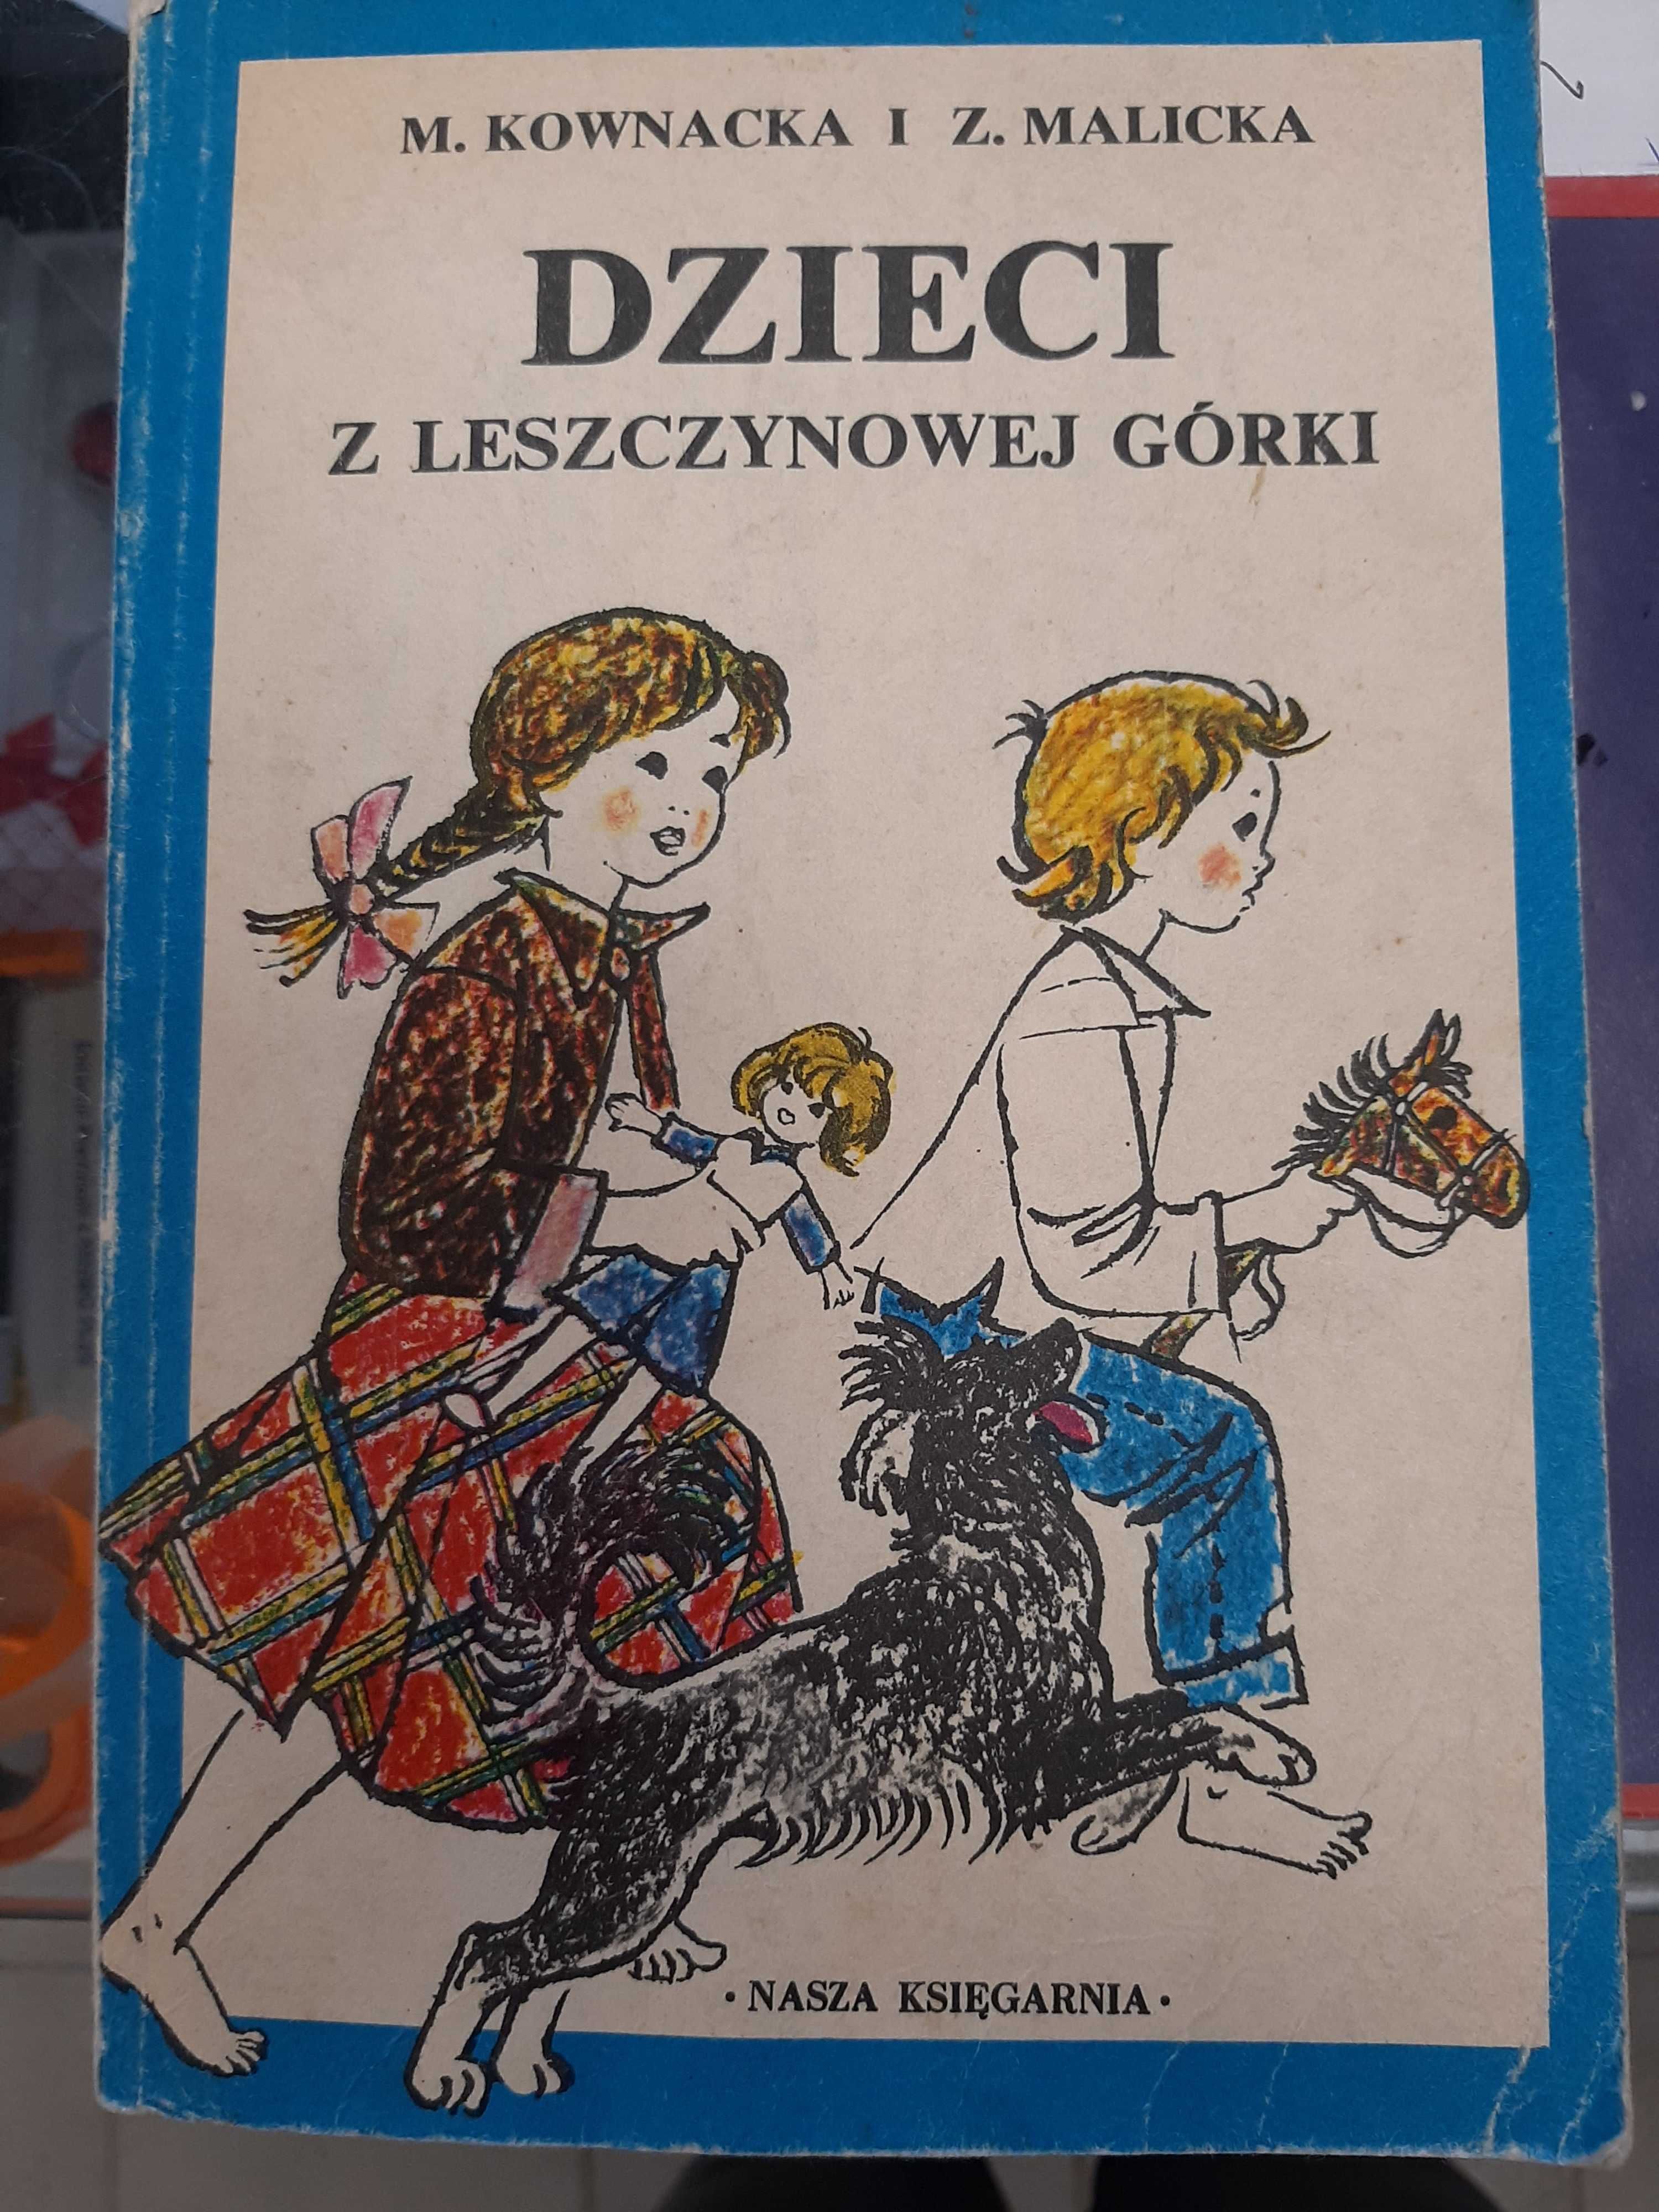 M. KOWNACKA I Z. MALICKA
DZIECI
Z LESZCZYNOWEJ GÓRKI
• NASZA KSIĘGARNIA •